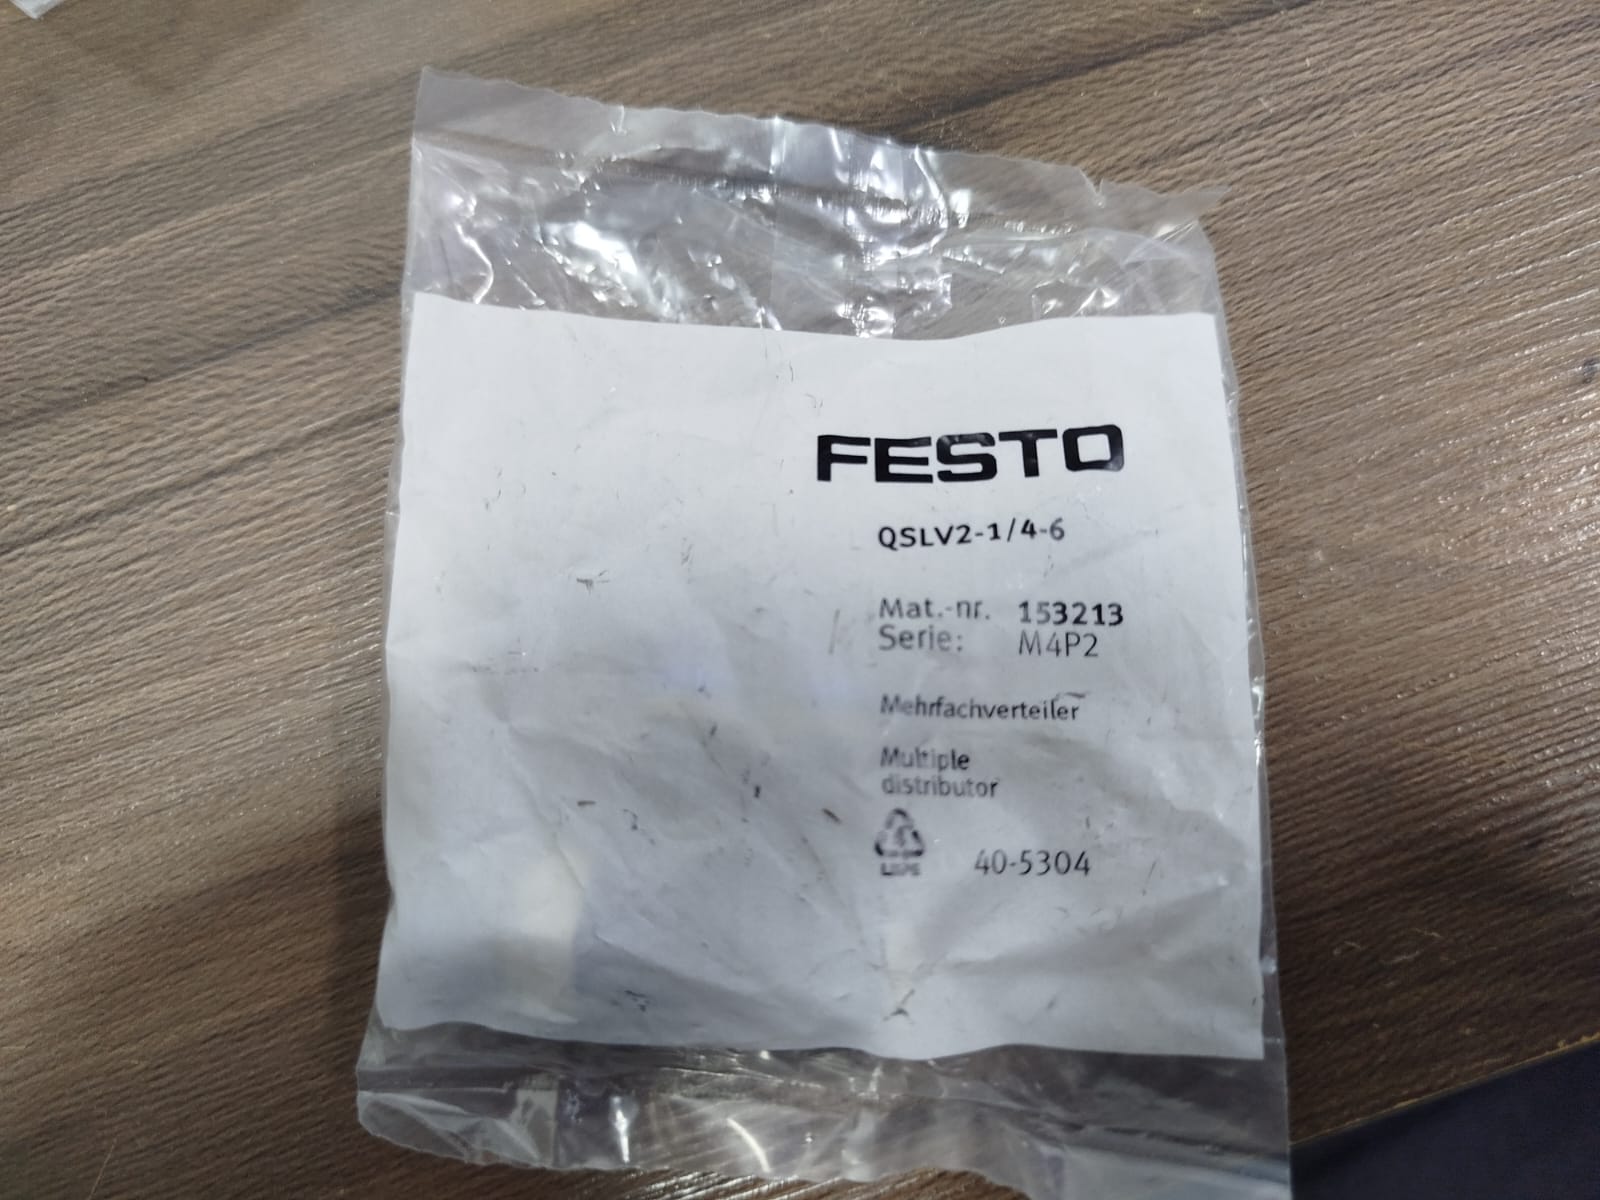 FESTO
QSLV2-1/4-6
Mat.-nr. 153213
Serie: M4P2
Mehrfachverteiler
Multiple
distributor
40-5304